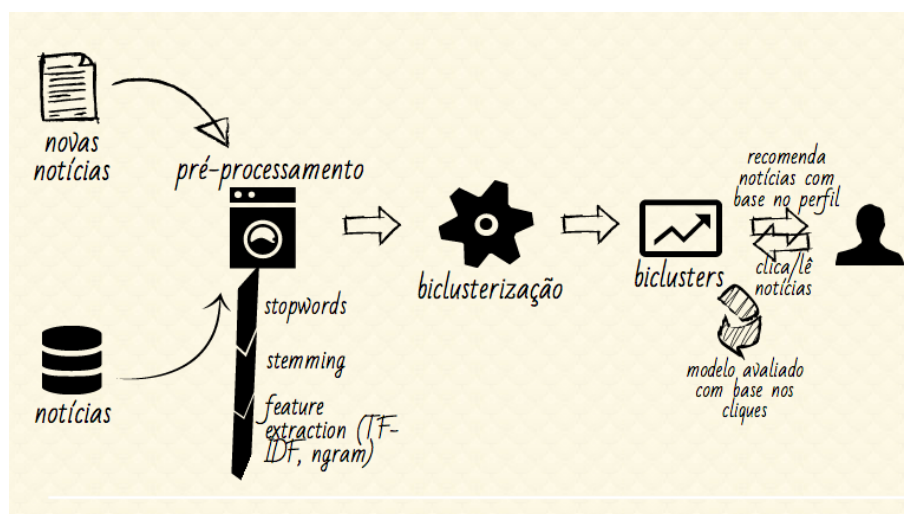 novas
notícias
pré-processamento
stopwords
stemming
feature
extraction (TF-
IDF, ngram)
notícias
biclusterização
biclusters
recomenda
notícias com
base no perfil
clica/lê
notícias
modelo avaliado
com base nos
cliques